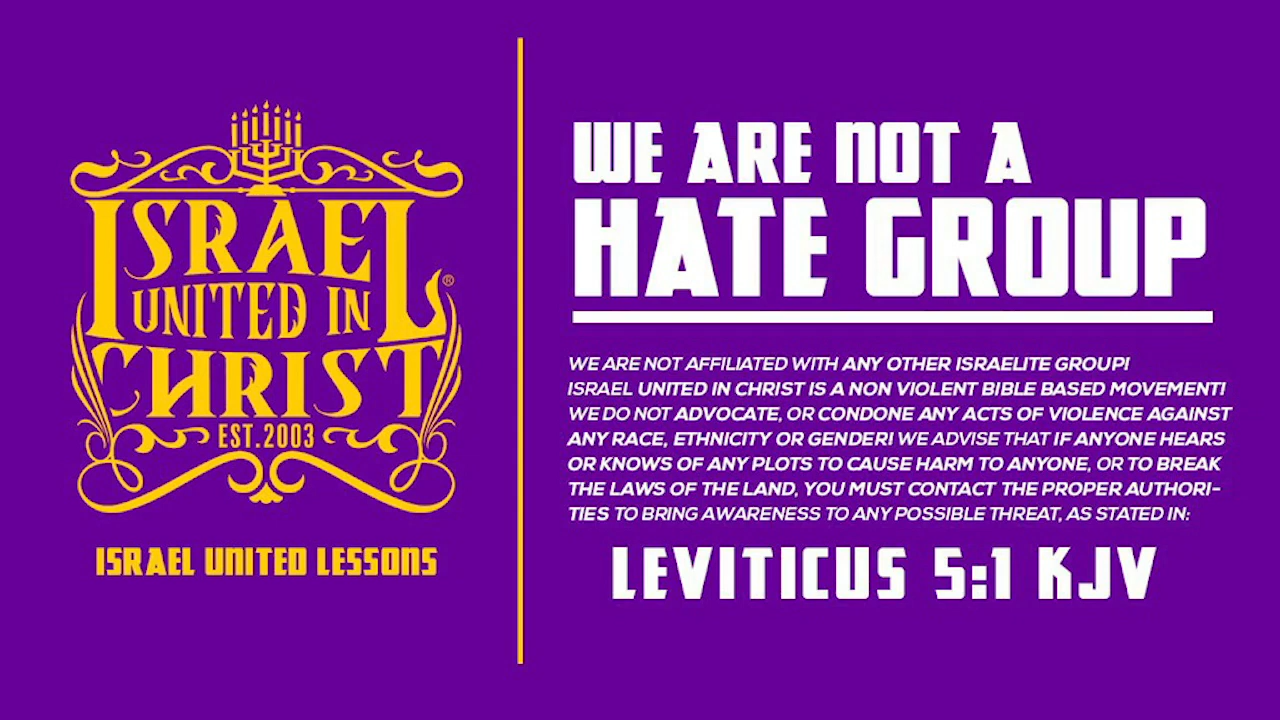 ISRAEL
UNITED IN
CHRIST
®
EST. 2003
ISRAEL UNITED LESSONS
WE ARE NOT A
HATE GROUP
WE ARE NOT AFFILIATED WITH ANY OTHER ISRAELITE GROUP!
ISRAEL UNITED IN CHRIST IS A NON VIOLENT BIBLE BASED MOVEMENT!
WE DO NOT ADVOCATE, OR CONDONE ANY ACTS OF VIOLENCE AGAINST
ANY RACE, ETHNICITY OR GENDER! WE ADVISE THAT IF ANYONE HEARS
OR KNOWS OF ANY PLOTS TO CAUSE HARM TO ANYONE, OR TO BREAK
THE LAWS OF THE LAND, YOU MUST CONTACT THE PROPER AUTHORI-
TIES TO BRING AWARENESS TO ANY POSSIBLE THREAT, AS STATED IN:
LEVITICUS 5:1 KJV